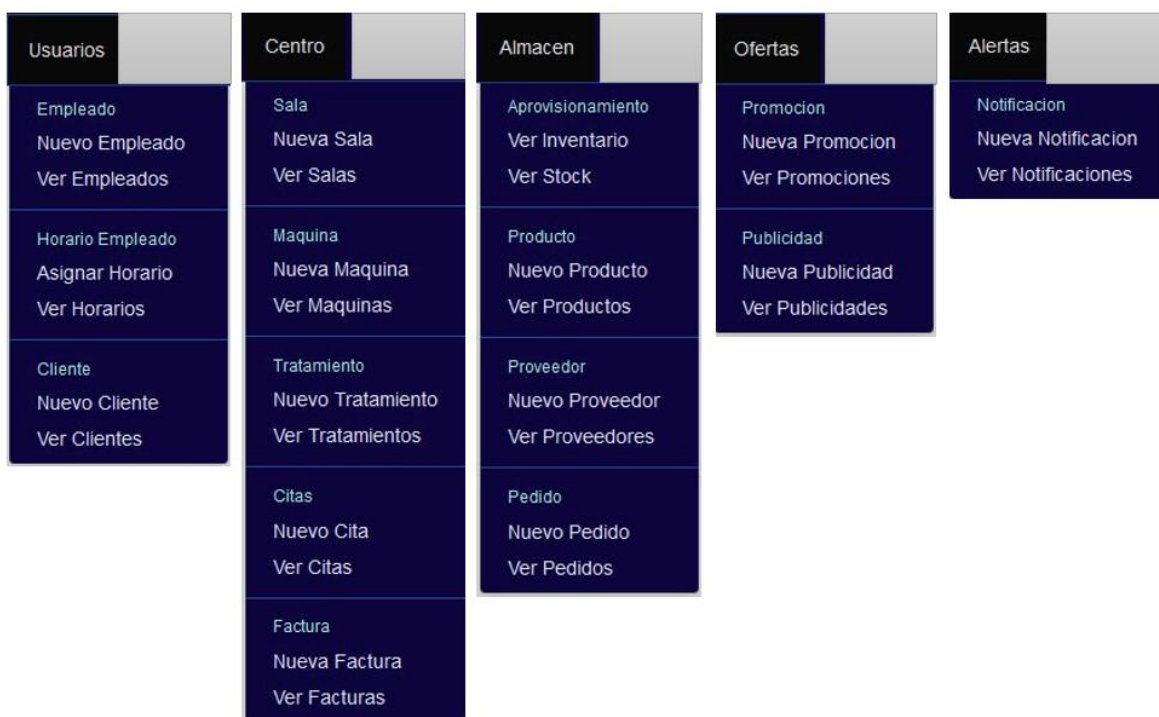 Usuarios
Empleado
Nuevo Empleado
Ver Empleados
Horario Empleado
Asignar Horario
Ver Horarios
Cliente
Nuevo Cliente
Ver Clientes
Centro
Sala
Nueva Sala
Ver Salas
Maquina
Nueva Maquina
Ver Maquinas
Tratamiento
Nuevo Tratamiento
Ver Tratamientos
Citas
Nuevo Cita
Ver Citas
Factura
Nueva Factura
Ver Facturas
Almacen
Aprovisionamiento
Ver Inventario
Ver Stock
Producto
Nuevo Producto
Ver Productos
Proveedor
Nuevo Proveedor
Ver Proveedores
Pedido
Nuevo Pedido
Ver Pedidos
Ofertas
Promocion
Nueva Promocion
Ver Promociones
Publicidad
Nueva Publicidad
Ver Publicidades
Alertas
Notificacion
Nueva Notificacion
Ver Notificaciones